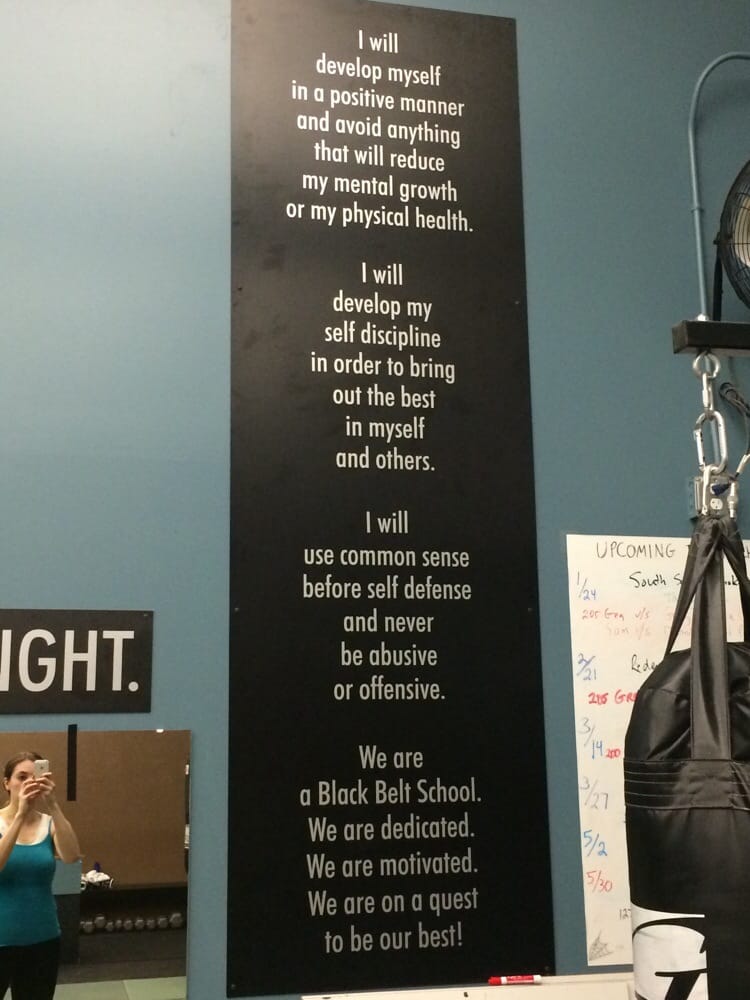 I will
develop myself
in a positive manner
and avoid anything
that will reduce
my mental growth
or my physical health.
I will
develop my
self discipline
in order to bring
out the best
in myself
and others.
I will
use common sense
before self defense
and never
be abusive
or offensive.
We are
a Black Belt School.
We are dedicated.
We are motivated.
We are on a quest
to be our best!
IGHT.
UPCOMING
1/24 South
205 v/s
2/21
205
3/14 200
3/27
5/2
5/30